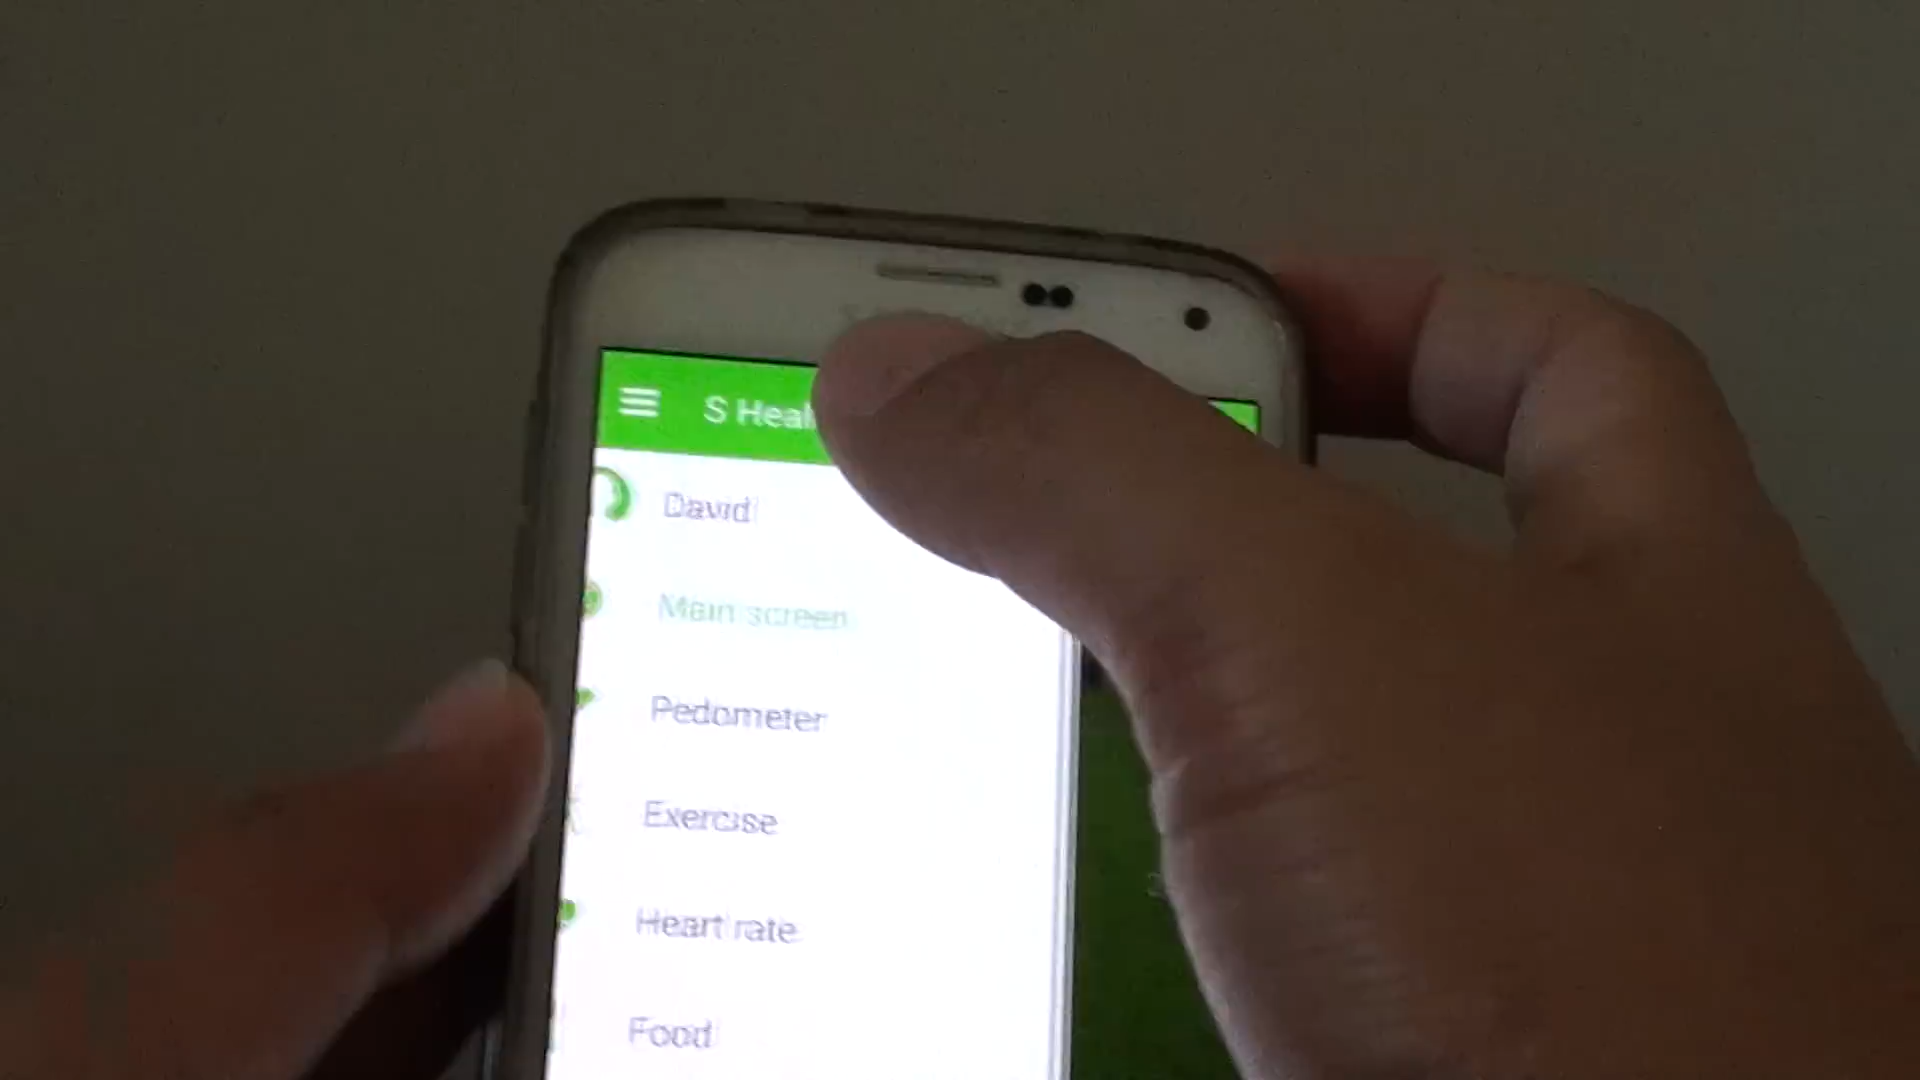 S Heal
David
Main screen
Pedometer
Exercise
Heart rate
Food